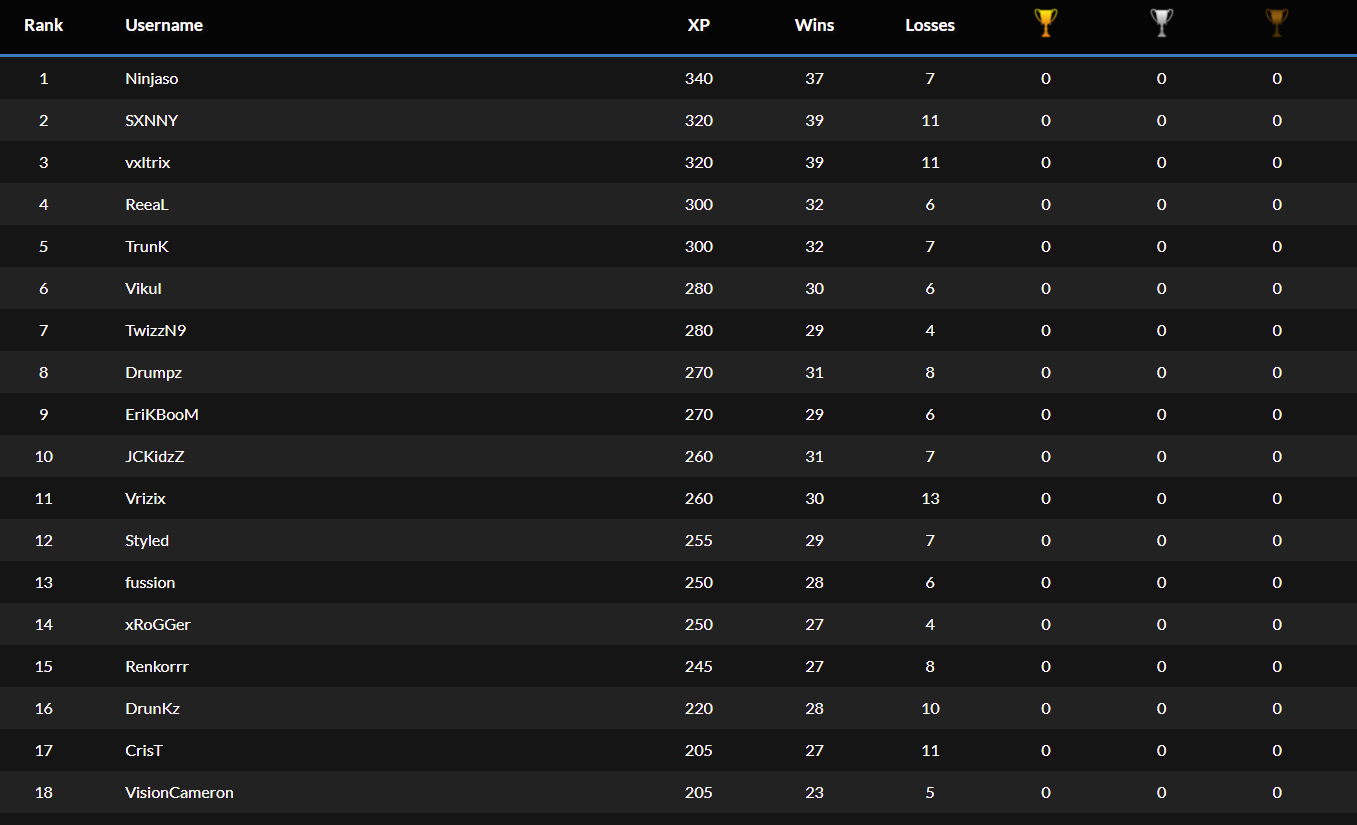 Rank Username XP Wins Losses
1 Ninjaso 340 37 7 0 0 0
2 SXNNY 320 39 11 0 0 0
3 vxltrix 320 39 11 0 0 0
4 ReeaL 300 32 6 0 0 0
5 TrunK 300 32 7 0 0 0
6 Vikul 280 30 6 0 0 0
7 TwizzN9 280 29 4 0 0 0
8 Drumpz 270 31 8 0 0 0
9 EriKBooM 270 29 6 0 0 0
10 JCKidzZ 260 31 7 0 0 0
11 Vrizix 260 30 13 0 0 0
12 Styled 255 29 7 0 0 0
13 fussion 250 28 6 0 0 0
14 xRoGGer 250 27 4 0 0 0
15 Renkorrr 245 27 8 0 0 0
16 DrunKz 220 28 10 0 0 0
17 CrisT 205 27 11 0 0 0
18 VisionCameron 205 23 5 0 0 0